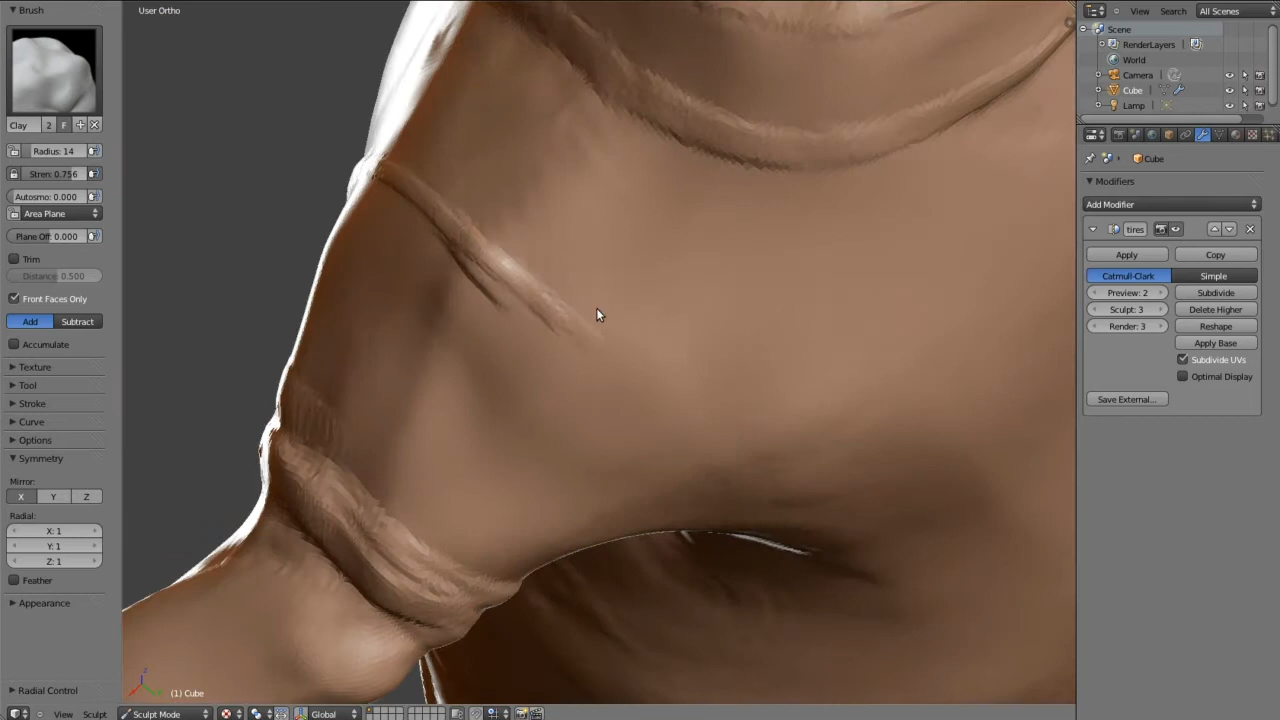 Brush
Clay 2 F
Radius: 14
Stren: 0.756
Autosmo: 0.000
Area Plane
Plane Off: 0.000
Trim
Distance: 0.500
Front Faces Only
Add Subtract
Accumulate
Texture
Tool
Stroke
Curve
Options
Symmetry
Mirror:
X Y Z
Radial:
X: 1
Y: 1
Z: 1
Feather
Appearance
Radial Control
User Ortho
(1) Cube
View Sculpt Sculpt Mode Global
View Search All Scenes
Scene
RenderLayers
World
Camera
Cube
Lamp
Cube
Modifiers
Add Modifier
tires
Apply Copy
Catmull-Clark Simple
Preview: 2 Subdivide
Sculpt: 3 Delete Higher
Render: 3 Reshape
Apply Base
Subdivide UVs
Optimal Display
Save External...